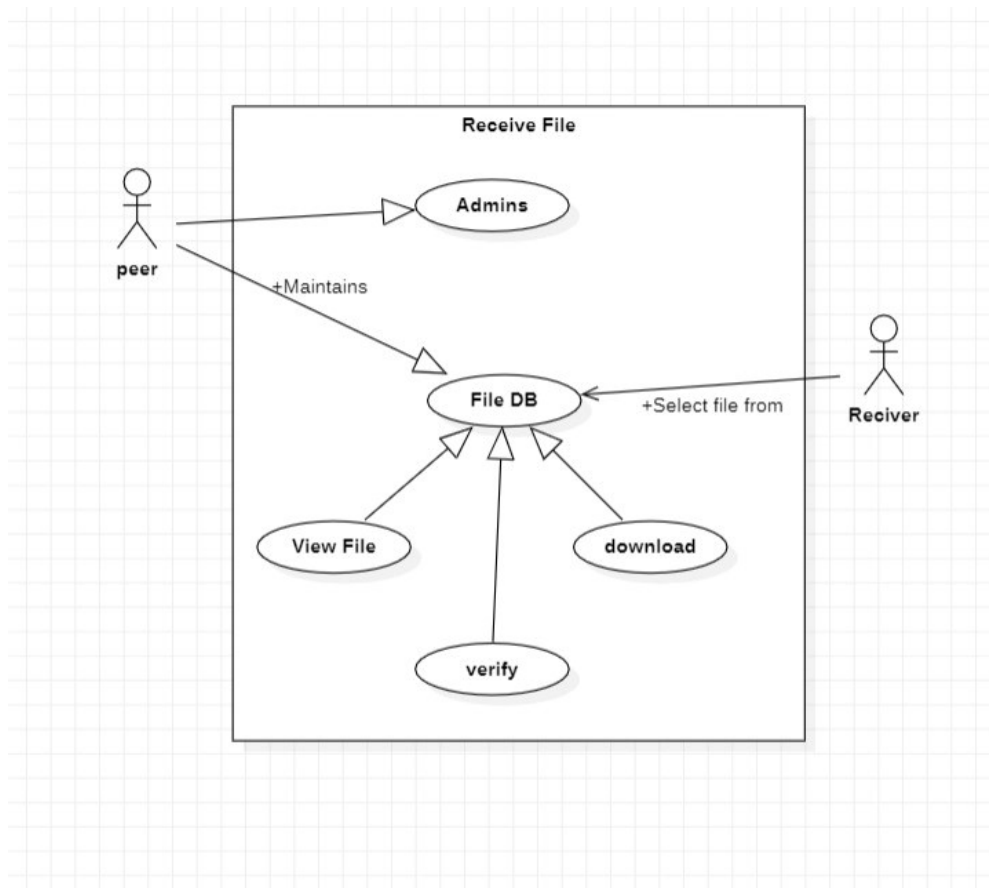 Receive File
Admins
peer
+Maintains
File DB
+Select file from
Reciver
View File
download
verify